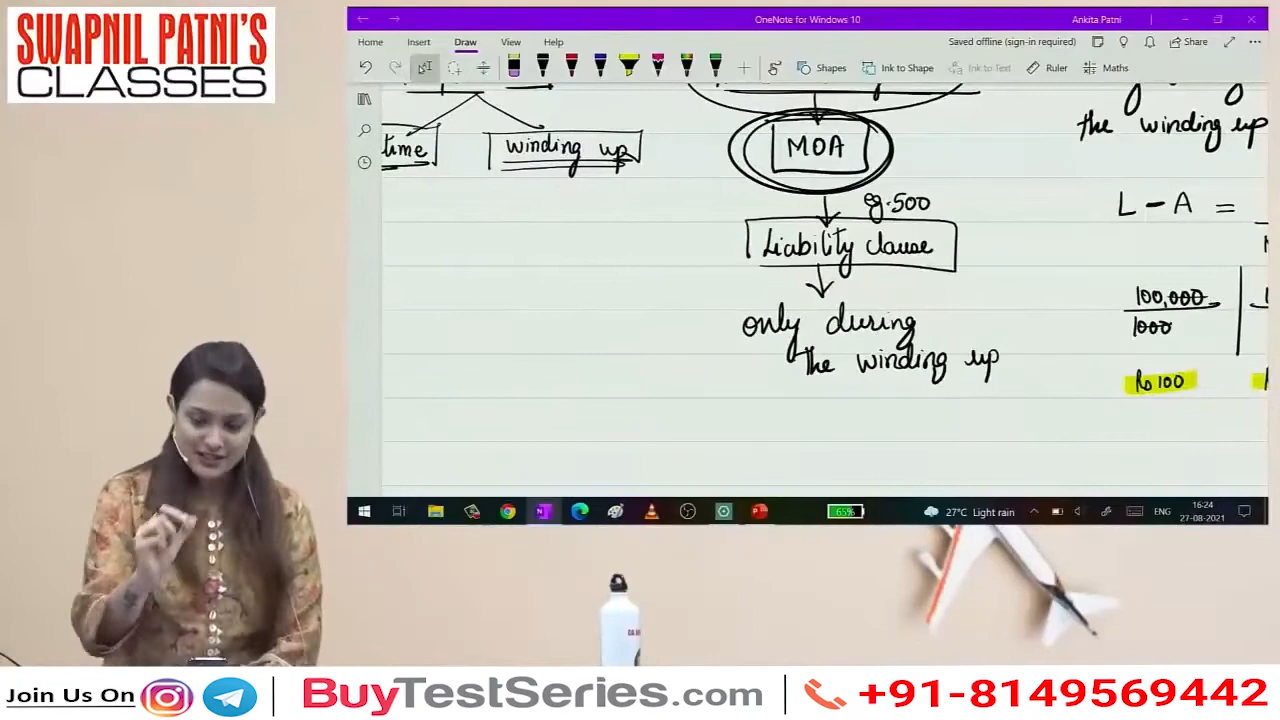 SWAPNIL PATNI'S
CLASSES
OneNote for Windows 10
Ankita Patni
Home Insert Draw View Help
Saved offline (sign-in required)
Share
Shapes
Ink to Shape
Ink to Text
Ruler
Maths
time
winding up
MOA
the winding up
eg. 500
L - A =
Liability clause
only during
the winding up
100,000
1000
Rs 100
65%
27°C Light rain
ENG
16:24
27-08-2021
Join Us On
BuyTestSeries.com
+91-8149569442